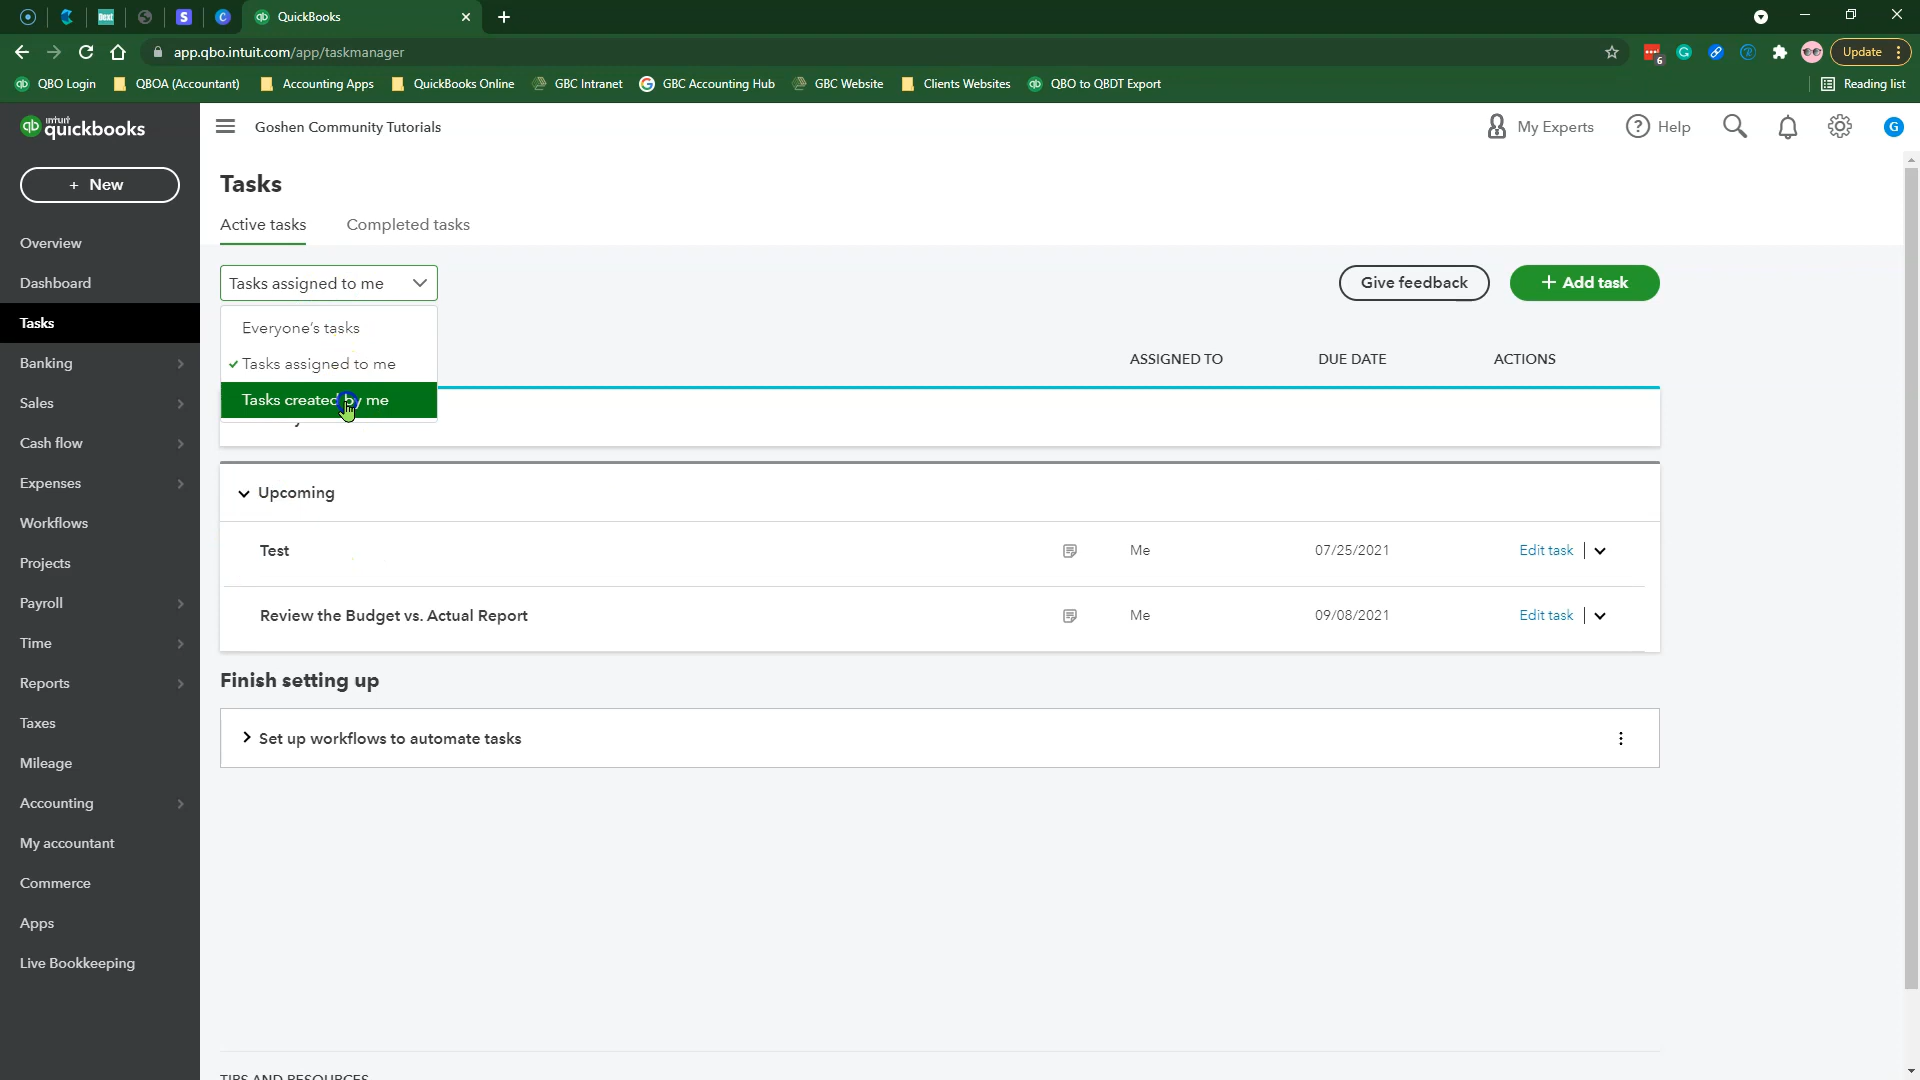 QuickBooks
app.qbo.intuit.com/app/taskmanager
6
Update
QBO Login
QBOA (Accountant)
Accounting Apps
QuickBooks Online
GBC Intranet
GBC Accounting Hub
GBC Website
Clients Websites
QBO to QBDT Export
Reading list
intuit
quickbooks
Goshen Community Tutorials
My Experts
Help
G
+ New
Overview
Dashboard
Tasks
Banking
Sales
Cash flow
Expenses
Workflows
Projects
Payroll
Time
Reports
Taxes
Mileage
Accounting
My accountant
Commerce
Apps
Live Bookkeeping
Tasks
Active tasks
Completed tasks
Tasks assigned to me
Give feedback
+ Add task
Everyone's tasks
Tasks assigned to me
Tasks created by me
ASSIGNED TO
DUE DATE
ACTIONS
Upcoming
Test
Me
07/25/2021
Edit task
Review the Budget vs. Actual Report
Me
09/08/2021
Edit task
Finish setting up
Set up workflows to automate tasks
TIPS AND RESOURCES